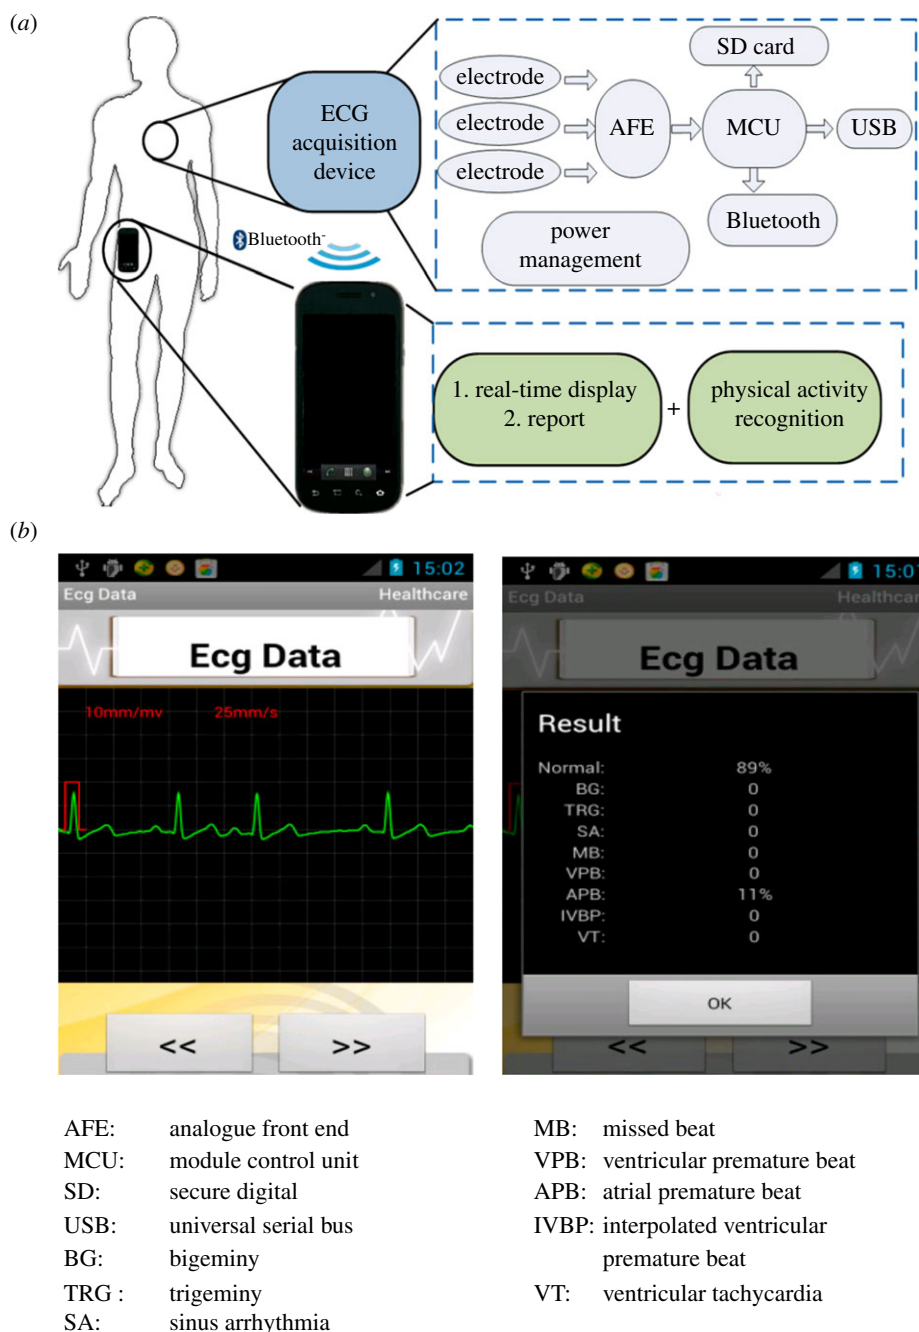 (a)
SD card
electrode
ECG
acquisition
device
electrode
AFE
MCU
USB
electrode
Bluetooth
power
management
Bluetooth
1. real-time display
2. report
+
physical activity
recognition
(b)
15:02
Ecg Data Healthcare
Ecg Data
10mm/mv 25mm/s
<< >>
15:01
Ecg Data Healthcar
Ecg Data
Result
Normal: 89%
BG: 0
TRG: 0
SA: 0
MB: 0
VPB: 0
APB: 11%
IVBP: 0
VT: 0
OK
<< >>
AFE: analogue front end
MCU: module control unit
SD: secure digital
USB: universal serial bus
BG: bigeminy
TRG : trigeminy
SA: sinus arrhythmia
MB: missed beat
VPB: ventricular premature beat
APB: atrial premature beat
IVBP: interpolated ventricular
premature beat
VT: ventricular tachycardia